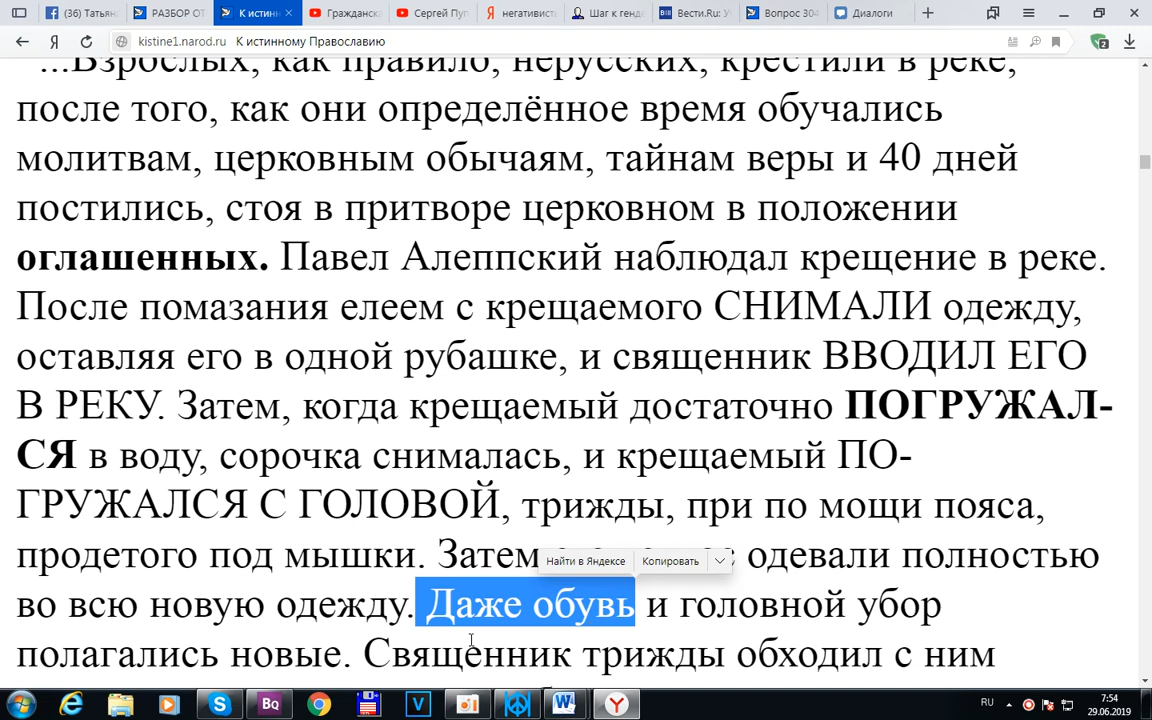 (36) Татьян
РАЗБОР ОТ
К истинн
Гражданска
Сергей Пуг
негативист
Шаг к генде
Вести.Ru: У
Вопрос 304
Диалоги
kistine1.narod.ru К истинному Православию
2
...Взрослых, как правило, нерусских, крестили в реке,
после того, как они определённое время обучались
молитвам, церковным обычаям, тайнам веры и 40 дней
постились, стоя в притворе церковном в положении
оглашенных. Павел Алеппский наблюдал крещение в реке.
После помазания елеем с крещаемого СНИМАЛИ одежду,
оставляя его в одной рубашке, и священник ВВОДИЛ ЕГО
В РЕКУ. Затем, когда крещаемый достаточно ПОГРУЖАЛ-
СЯ в воду, сорочка снималась, и крещаемый ПО-
ГРУЖАЛСЯ С ГОЛОВОЙ, трижды, при по мощи пояса,
продетого под мышки. Затем одевали полностью
Найти в Яндексе Копировать
во всю новую одежду. Даже обувь и головной убор
полагались новые. Священник трижды обходил с ним
RU
7:54
29.06.2019